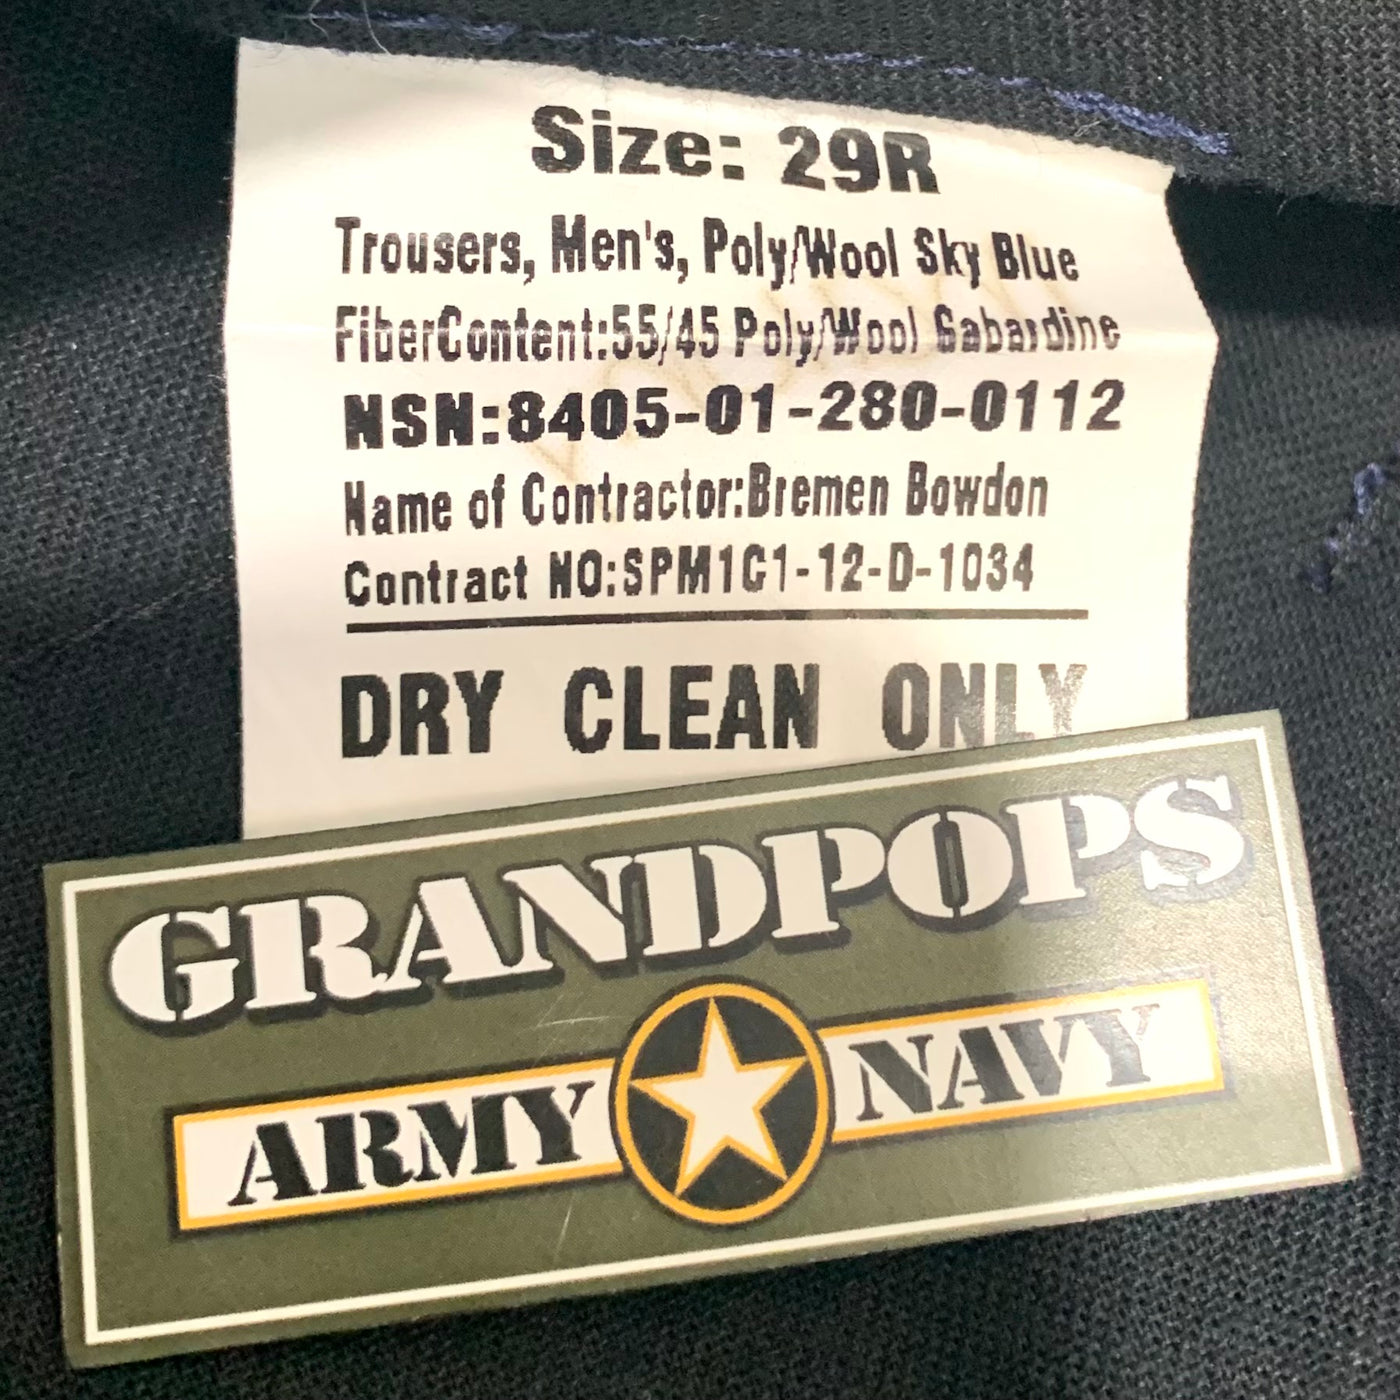 Size: 29R
Trousers, Men's, Poly/Wool Sky Blue
FiberContent:55/45 Poly/Wool Gabardine
NSN:8405-01-280-0112
Name of Contractor:Bremen Bowdon
Contract NO:SPM1C1-12-D-1034
DRY CLEAN ONLY
GRANDPOPS
ARMY NAVY